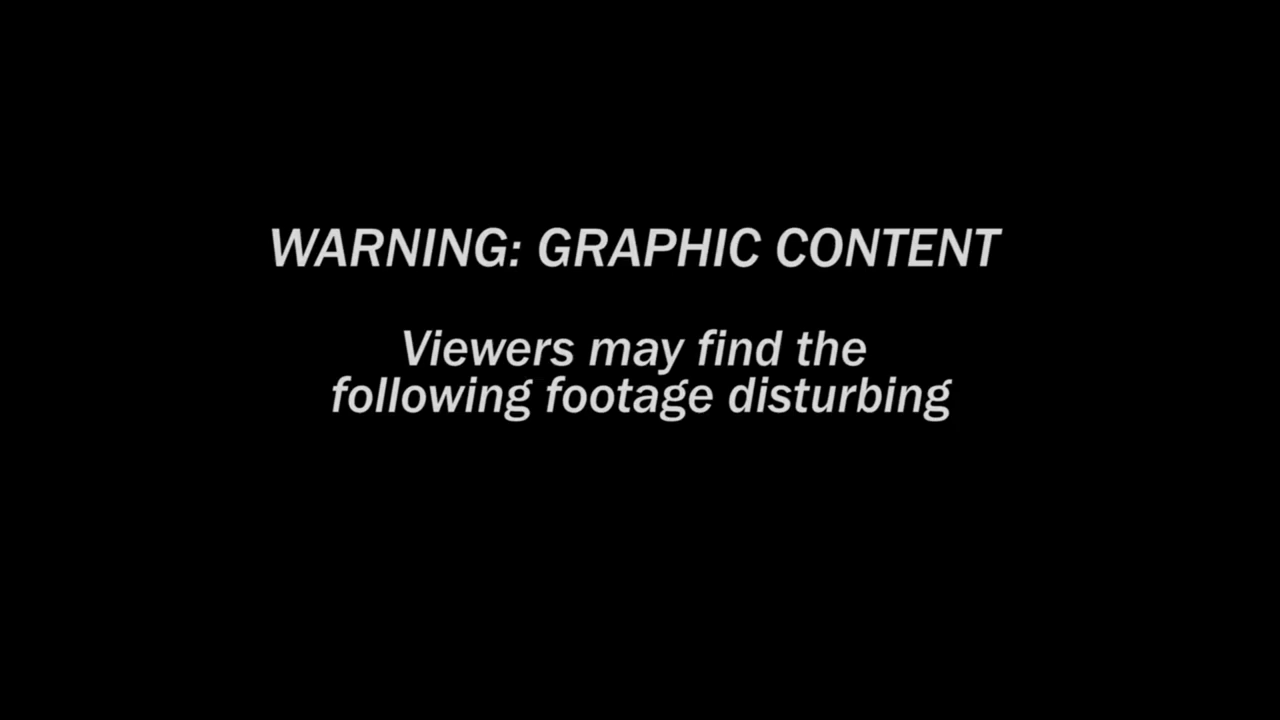 WARNING: GRAPHIC CONTENT
Viewers may find the
following footage disturbing